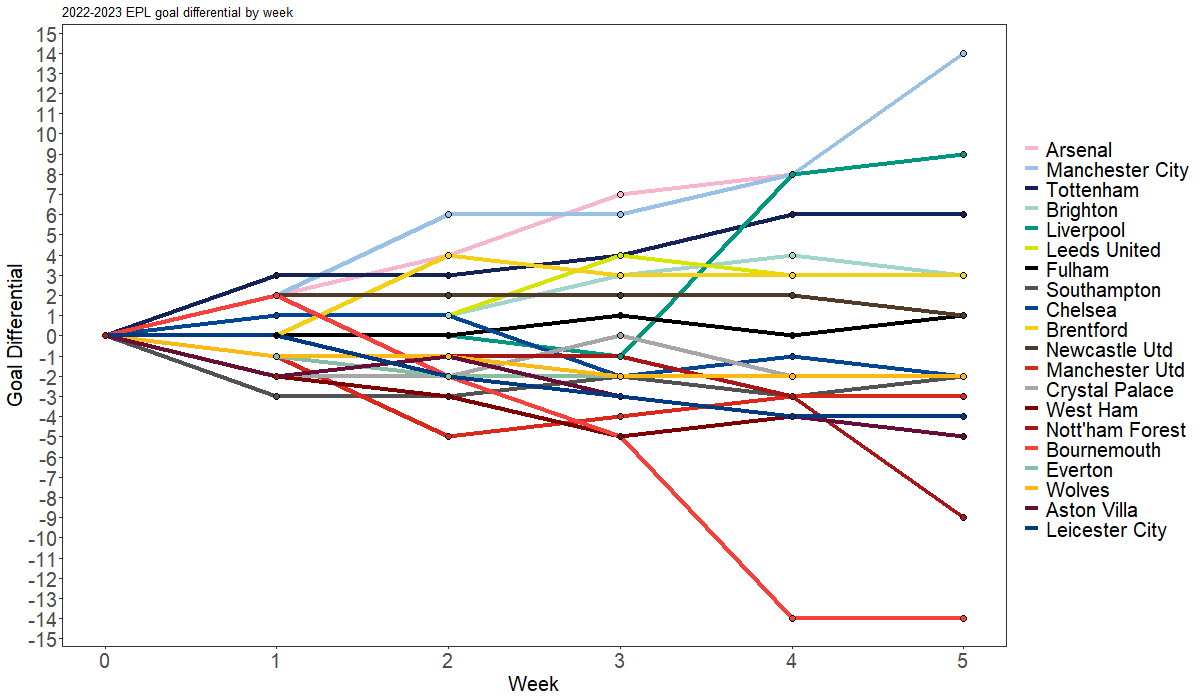 2022-2023 EPL goal differential by week
15
14
13
12
11
10
9
8
7
6
5
4
3
2
1
0
-1
-2
-3
-4
-5
-6
-7
-8
-9
-10
-11
-12
-13
-14
-15
Goal Differential
0 1 2 3 4 5
Week
Arsenal
Manchester City
Tottenham
Brighton
Liverpool
Leeds United
Fulham
Southampton
Chelsea
Brentford
Newcastle Utd
Manchester Utd
Crystal Palace
West Ham
Nott'ham Forest
Bournemouth
Everton
Wolves
Aston Villa
Leicester City